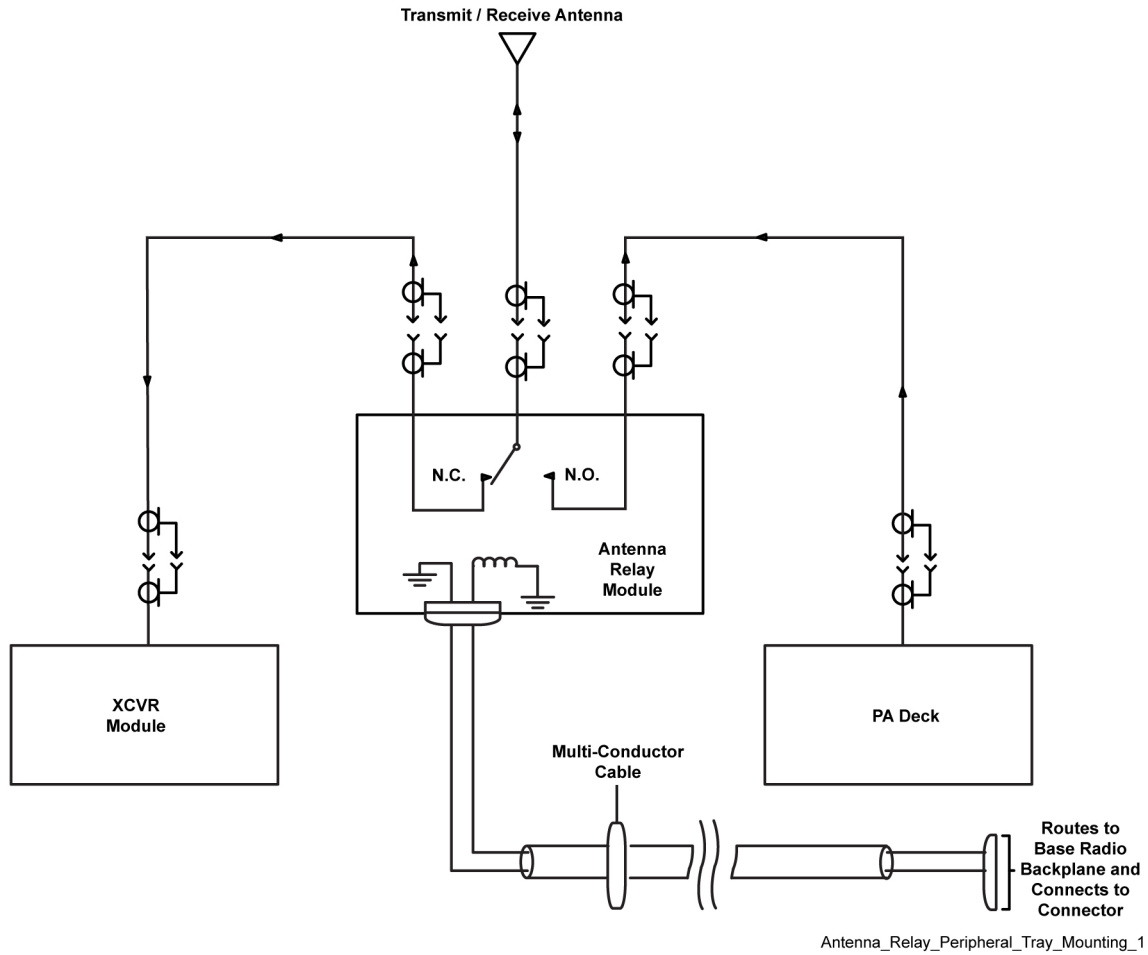 Transmit / Receive Antenna
N.C.
N.O.
Antenna
Relay
Module
XCVR
Module
PA Deck
Multi-Conductor
Cable
Routes to
Base Radio
Backplane and
Connects to
Connector
Antenna_Relay_Peripheral_Tray_Mounting_1